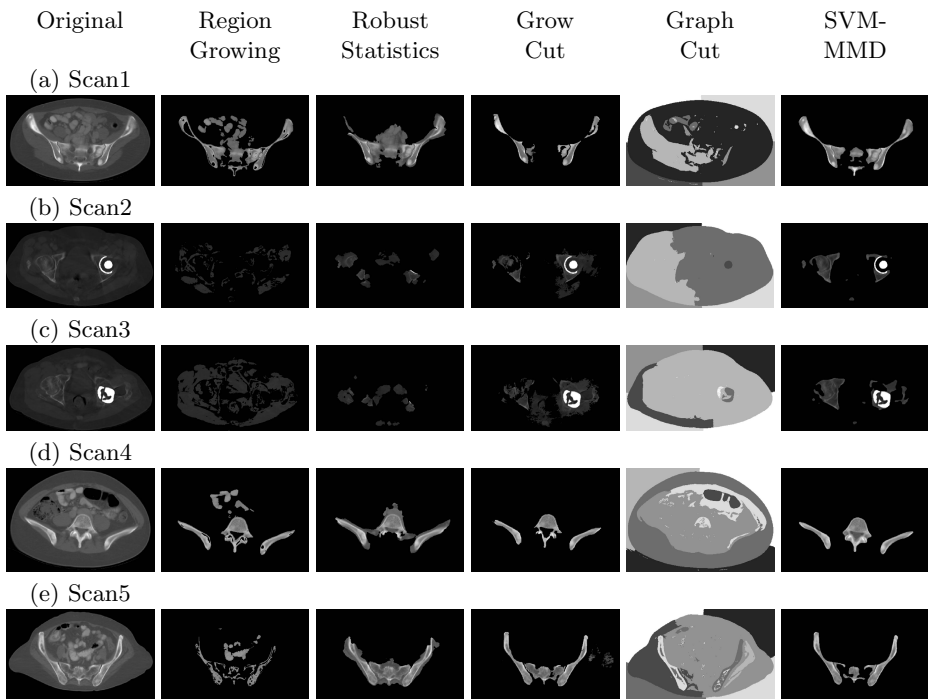 Original Region Growing Robust Statistics Grow Cut Graph Cut SVM-MMD
(a) Scan1
(b) Scan2
(c) Scan3
(d) Scan4
(e) Scan5